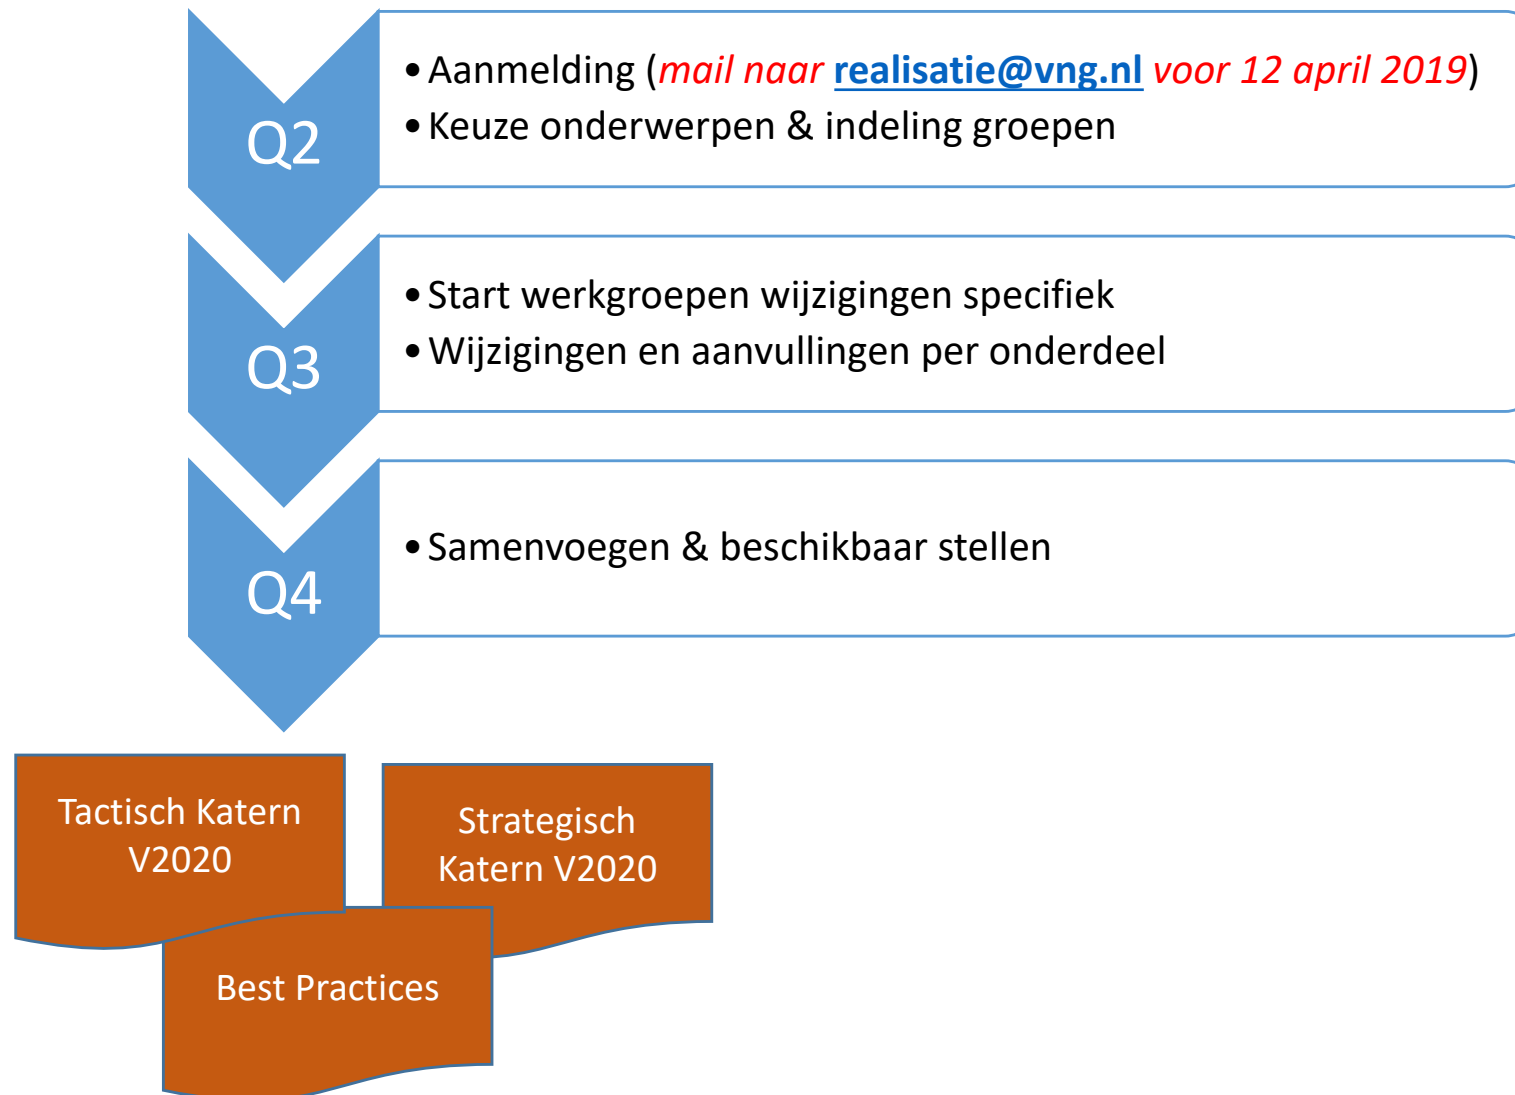 Q2
•Aanmelding (mail naar realisatie@vng.nl voor 12 april 2019)
•Keuze onderwerpen & indeling groepen
Q3
•Start werkgroepen wijzigingen specifiek
•Wijzigingen en aanvullingen per onderdeel
Q4
•Samenvoegen & beschikbaar stellen
Tactisch Katern
V2020
Strategisch
Katern V2020
Best Practices